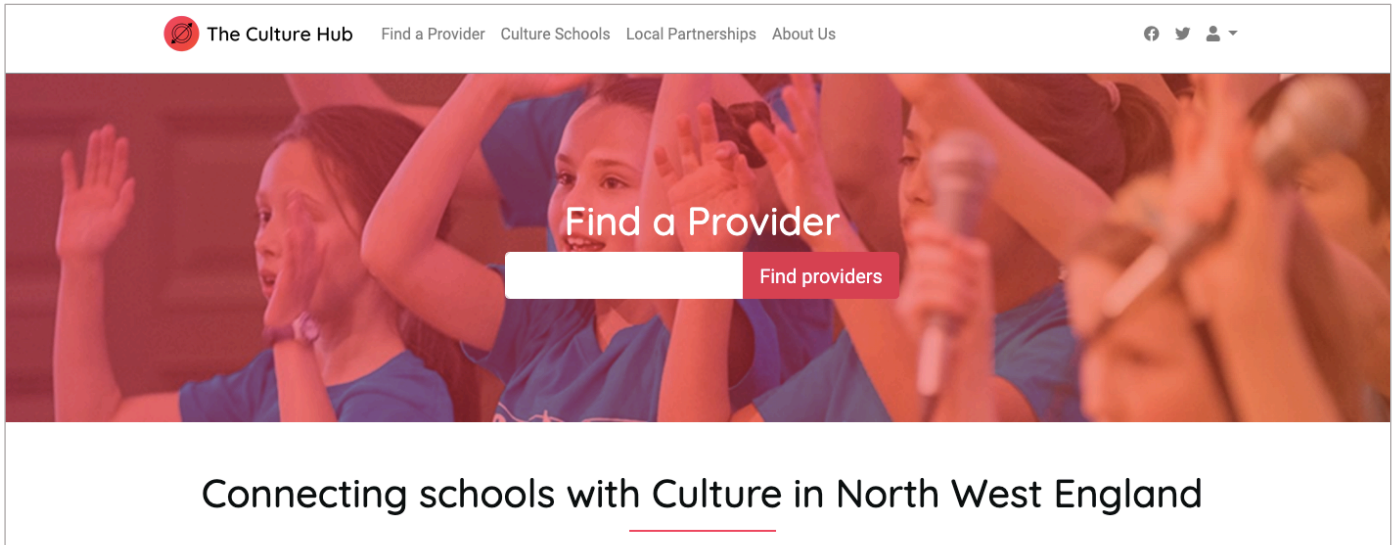 The Culture Hub Find a Provider Culture Schools Local Partnerships About Us
Find a Provider
Find providers
Connecting schools with Culture in North West England